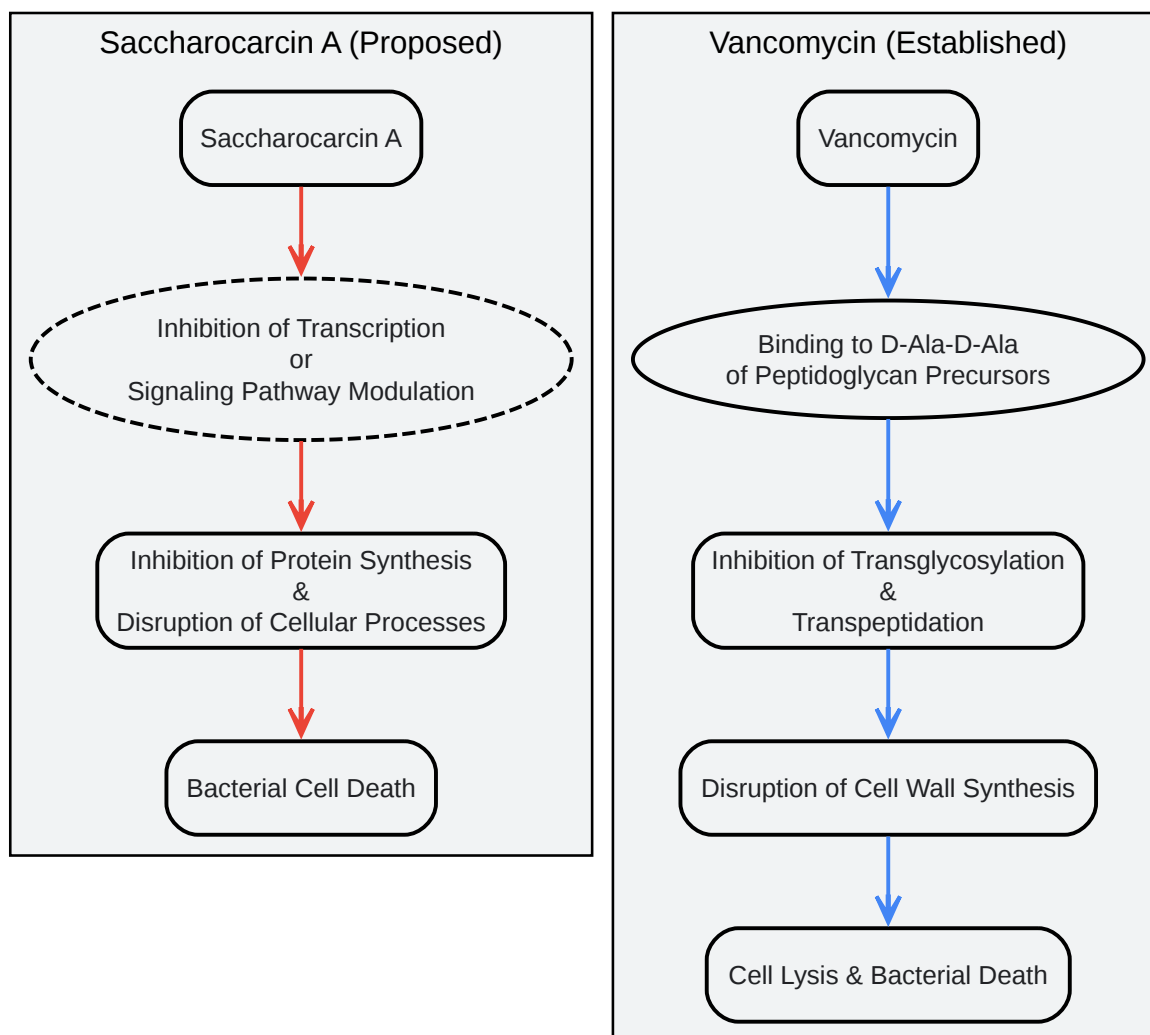 Saccharocarcin A (Proposed)
Saccharocarcin A
Inhibition of Transcription
or
Signaling Pathway Modulation
Inhibition of Protein Synthesis
&
Disruption of Cellular Processes
Bacterial Cell Death
Vancomycin (Established)
Vancomycin
Binding to D-Ala-D-Ala
of Peptidoglycan Precursors
Inhibition of Transglycosylation
&
Transpeptidation
Disruption of Cell Wall Synthesis
Cell Lysis & Bacterial Death